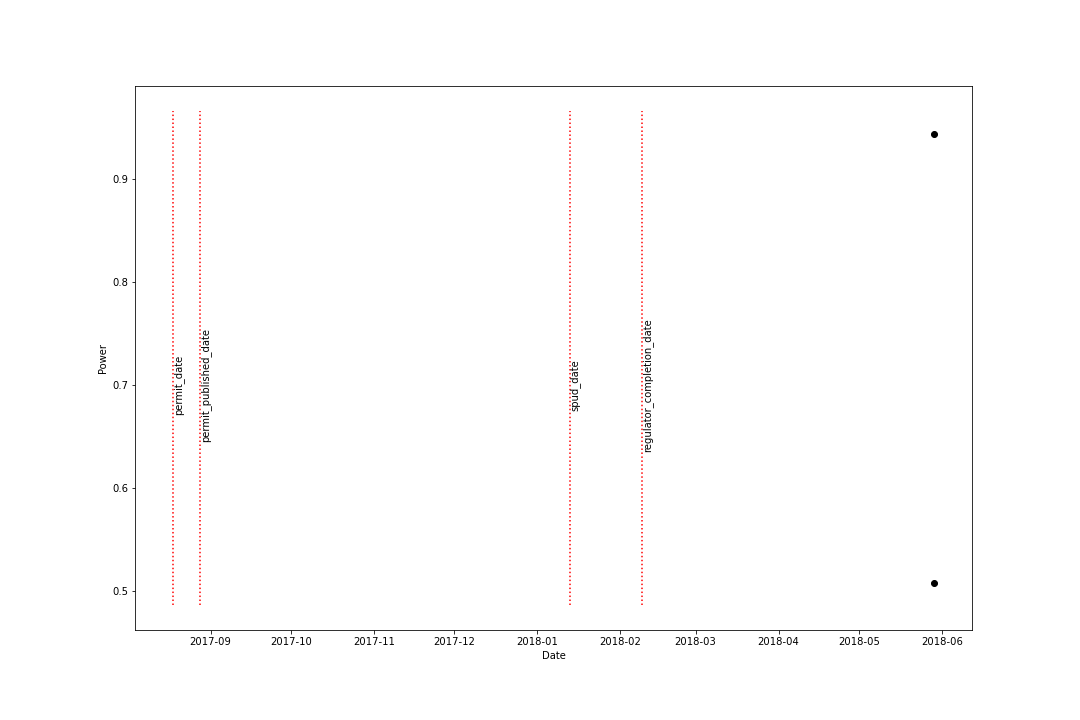 0.9
0.8
0.7
0.6
0.5
Power
permit_date
permit_published_date
spud_date
regulator_completion_date
2017-09 2017-10 2017-11 2017-12 2018-01 2018-02 2018-03 2018-04 2018-05 2018-06
Date